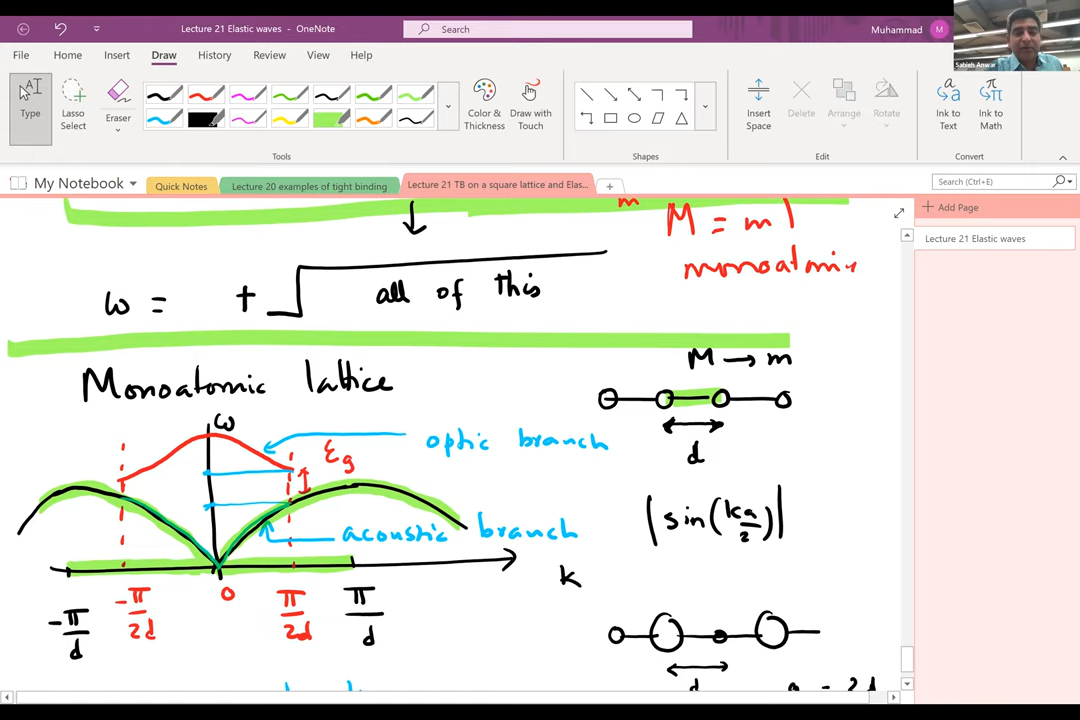 Lecture 21 Elastic waves - OneNote
Search
Muhammad M
Sabieh Anwar
File Home Insert Draw History Review View Help
Type
Lasso Select
Eraser
Color & Thickness
Draw with Touch
Insert Space
Delete
Arrange
Rotate
Ink to Text
Ink to Math
Tools
Shapes
Edit
Convert
My Notebook
Quick Notes
Lecture 20 examples of tight binding
Lecture 21 TB on a square lattice and Elas...
Search (Ctrl+E)
Add Page
Lecture 21 Elastic waves
m
M = m
monoatomic
ω = + √ all of this
Monoatomic lattice
M → m
ω
optic branch
εg
d
|sin(ka/2)|
acoustic branch
k
-π/d
-π/2d
0
π/2d
π/d
d
a = 2d